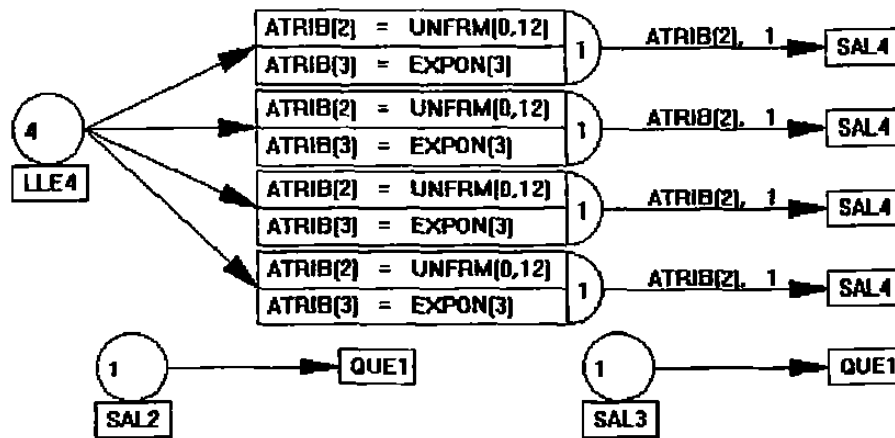 ATRIB(2) = UNFRM(0,12)
ATRIB(3) = EXPON(3)
1
ATRIB(2), 1
SAL4
4
LLE4
ATRIB(2) = UNFRM(0,12)
ATRIB(3) = EXPON(3)
1
ATRIB(2), 1
SAL4
ATRIB(2) = UNFRM(0,12)
ATRIB(3) = EXPON(3)
1
ATRIB(2), 1
SAL4
ATRIB(2) = UNFRM(0,12)
ATRIB(3) = EXPON(3)
1
ATRIB(2), 1
SAL4
1
SAL2
QUE1
1
SAL3
QUE1